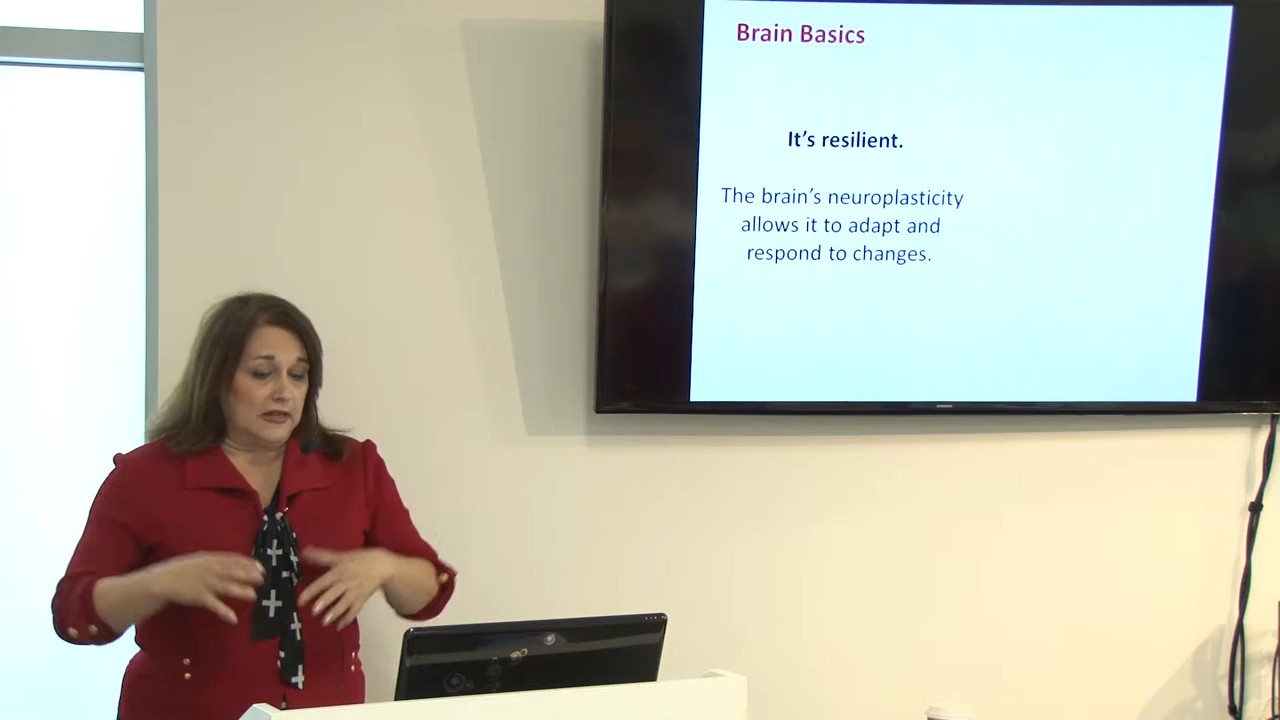 Brain Basics
It's resilient.
The brain's neuroplasticity
allows it to adapt and
respond to changes.